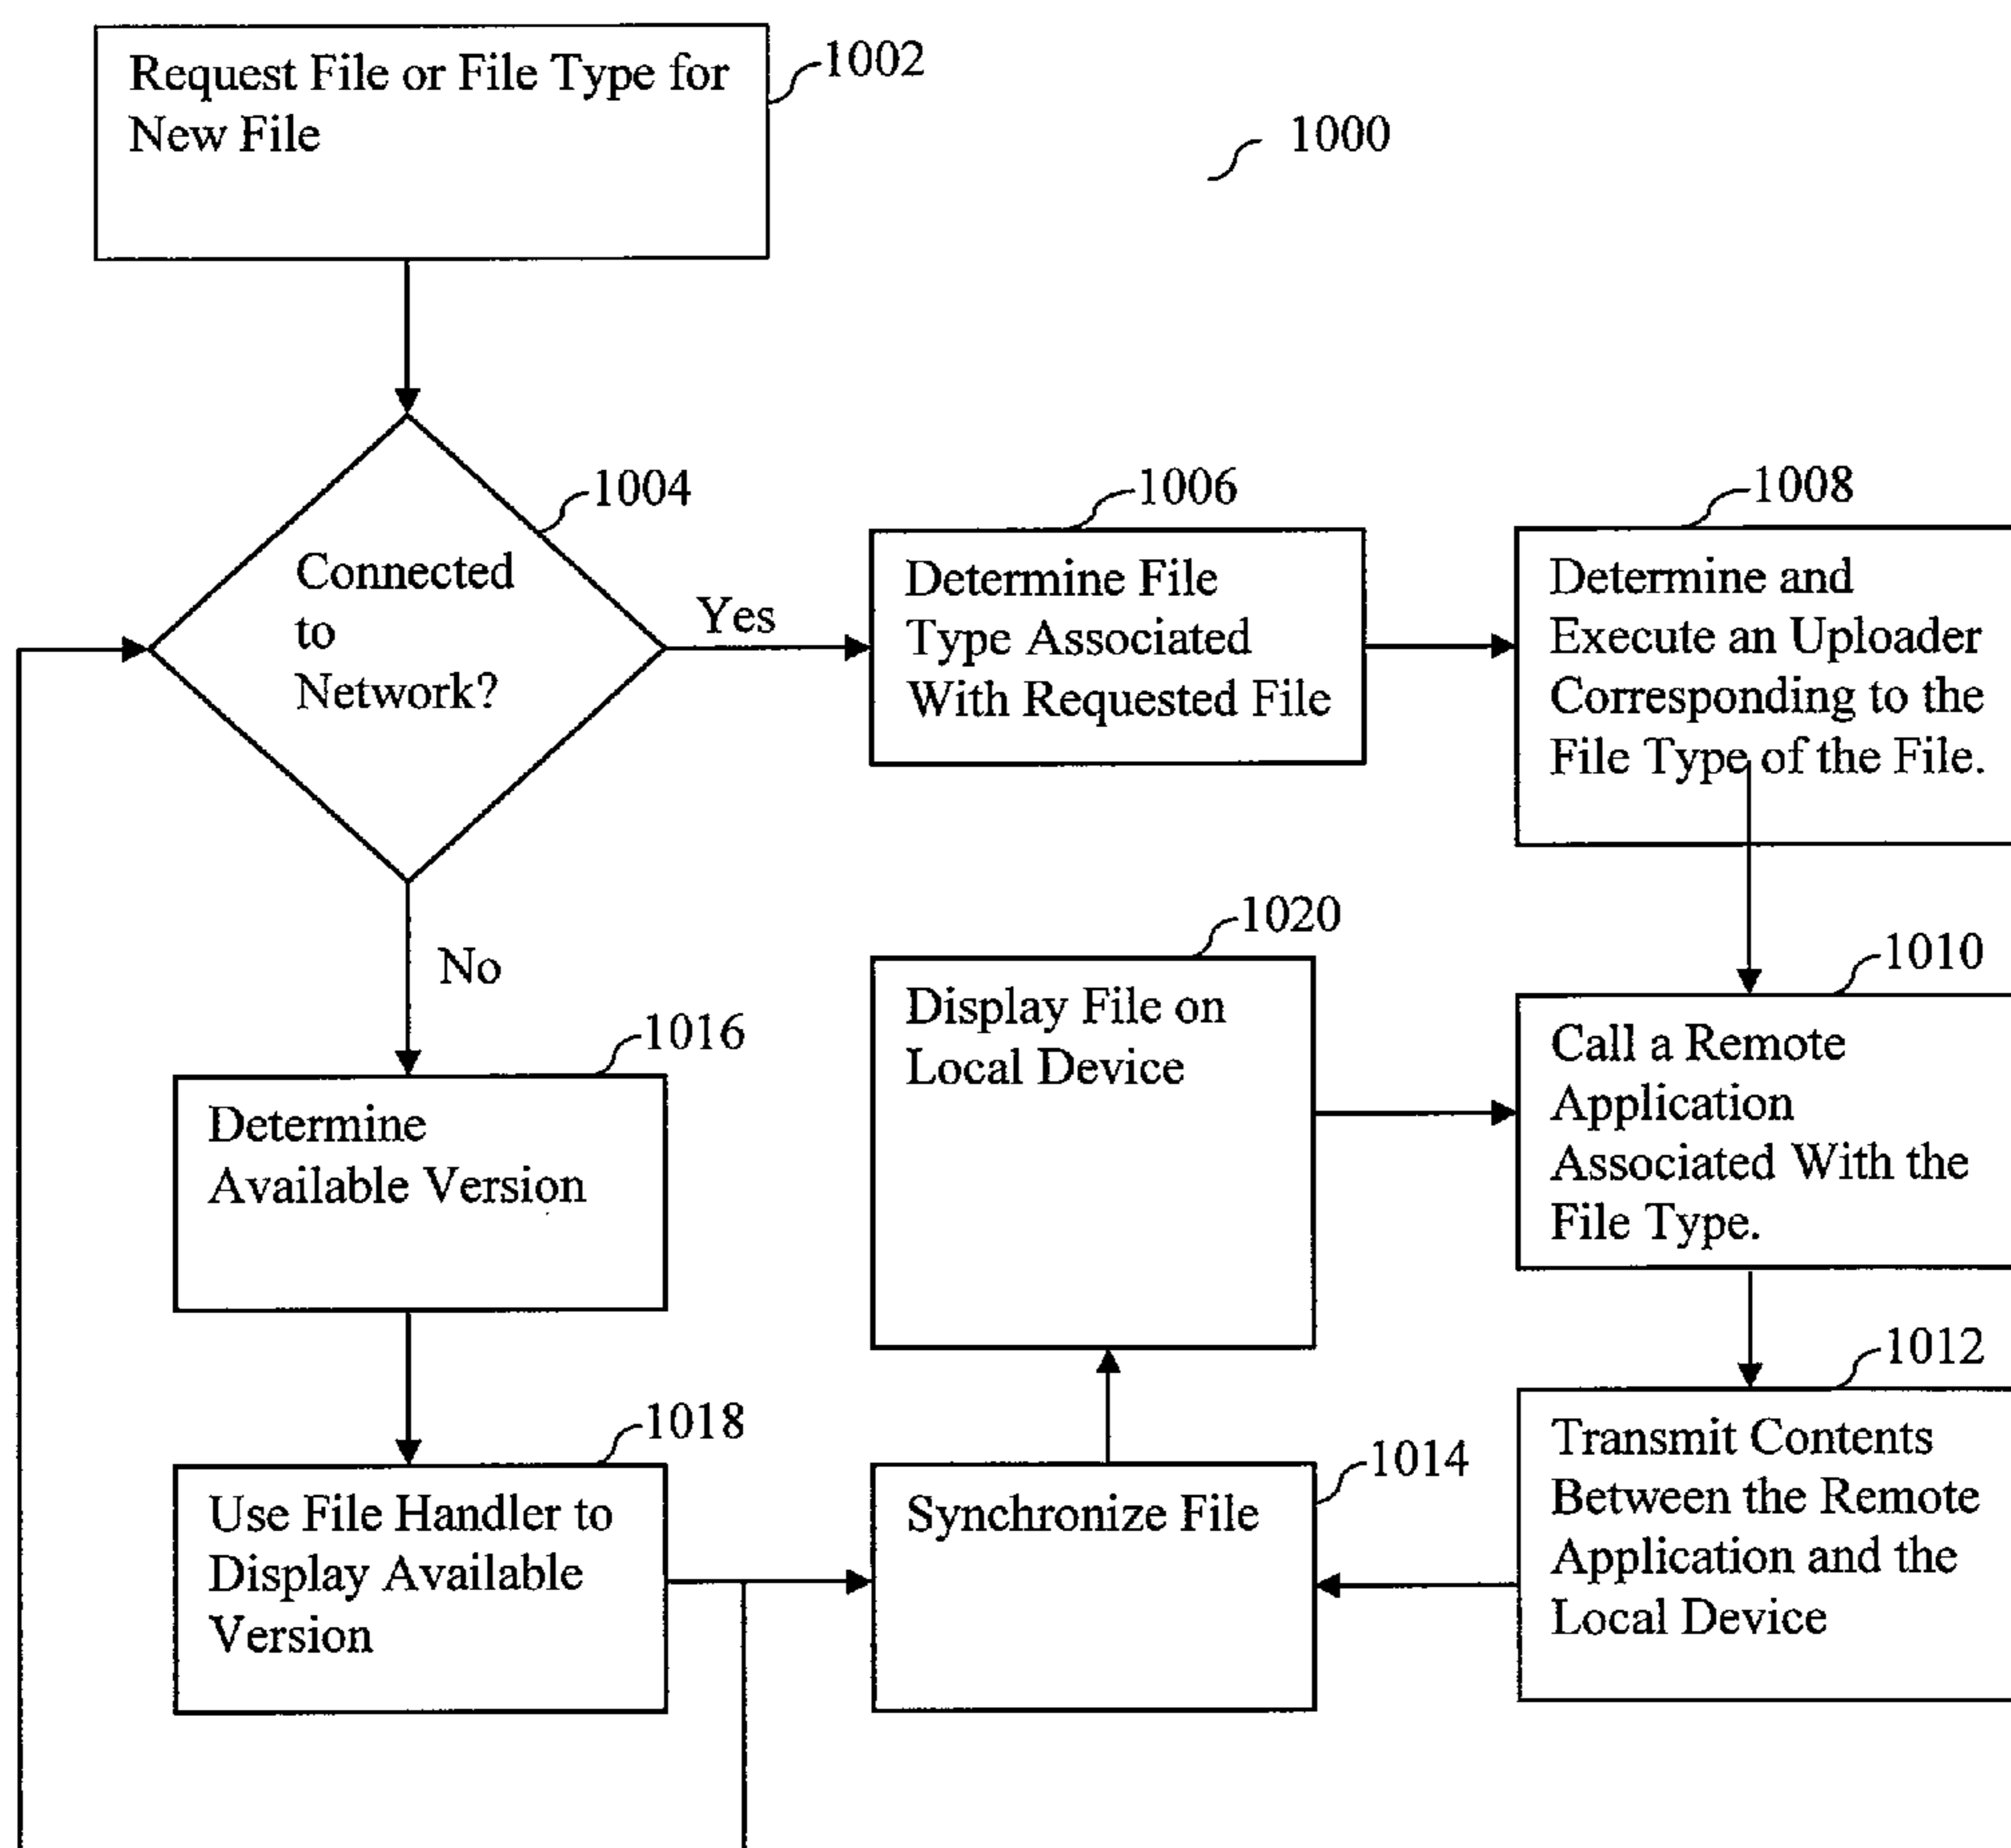 Request File or File Type for
New File
1002
1000
Connected
to
Network?
1004
Yes
No
1006
Determine File
Type Associated
With Requested File
1008
Determine and
Execute an Uploader
Corresponding to the
File Type of the File.
1020
Display File on
Local Device
1010
Call a Remote
Application
Associated With the
File Type.
1016
Determine
Available Version
1018
Use File Handler to
Display Available
Version
1014
Synchronize File
1012
Transmit Contents
Between the Remote
Application and the
Local Device